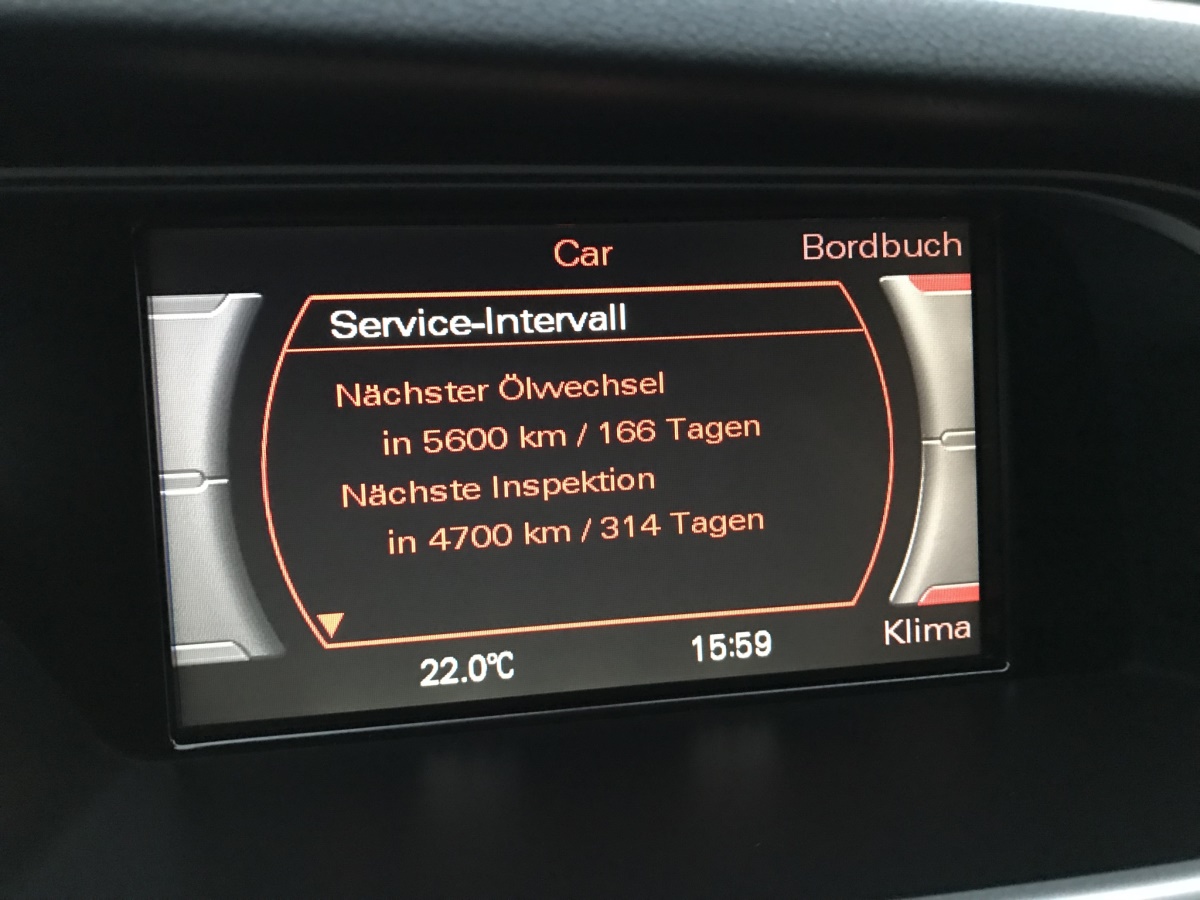 Car
Bordbuch
Service-Intervall
Nächster Ölwechsel
in 5600 km / 166 Tagen
Nächste Inspektion
in 4700 km / 314 Tagen
22.0°C
15:59
Klima